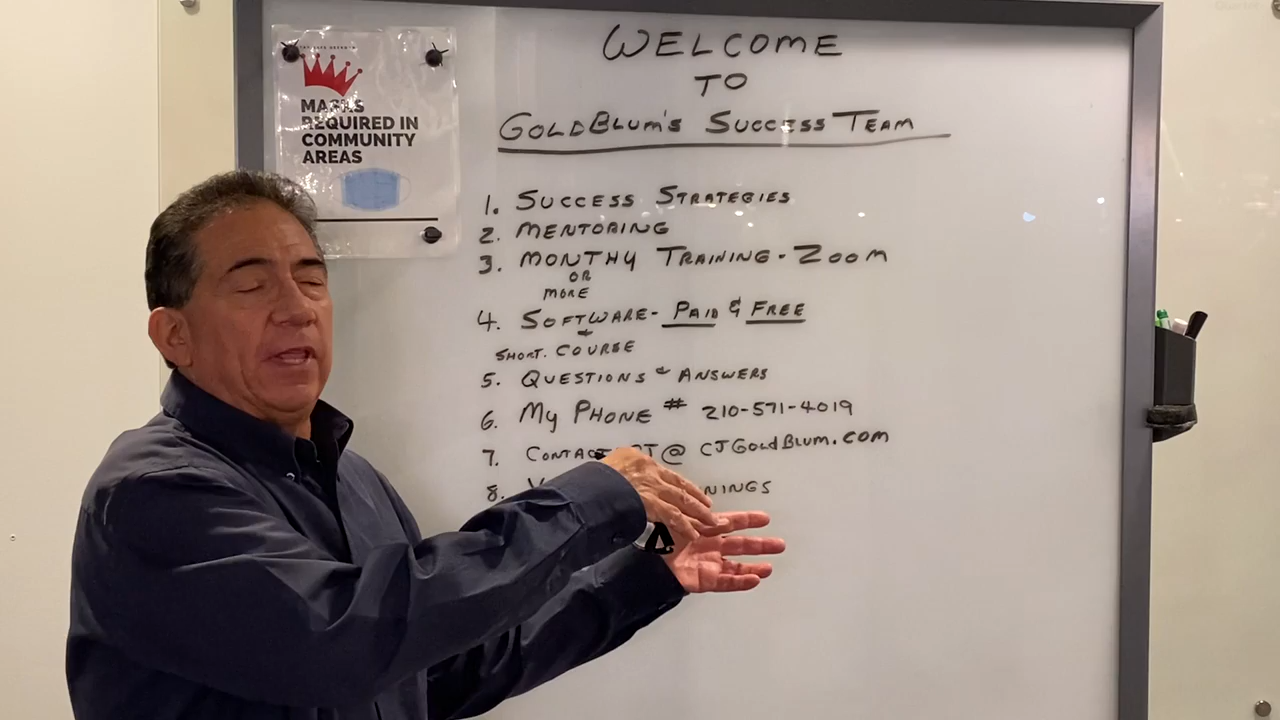 MASKS
REQUIRED IN
COMMUNITY
AREAS
WELCOME
TO
GOLDBLUM'S SUCCESS TEAM
1. SUCCESS STRATEGIES
2. MENTORING
3. MONTHY TRAINING - ZOOM
OR
MORE
4. SOFTWARE - PAID & FREE
&
SHORT. COURSE
5. QUESTIONS & ANSWERS
6. My PHONE # 210-571-4019
7. CONTACT @ CJGOLDBLUM.COM
8.